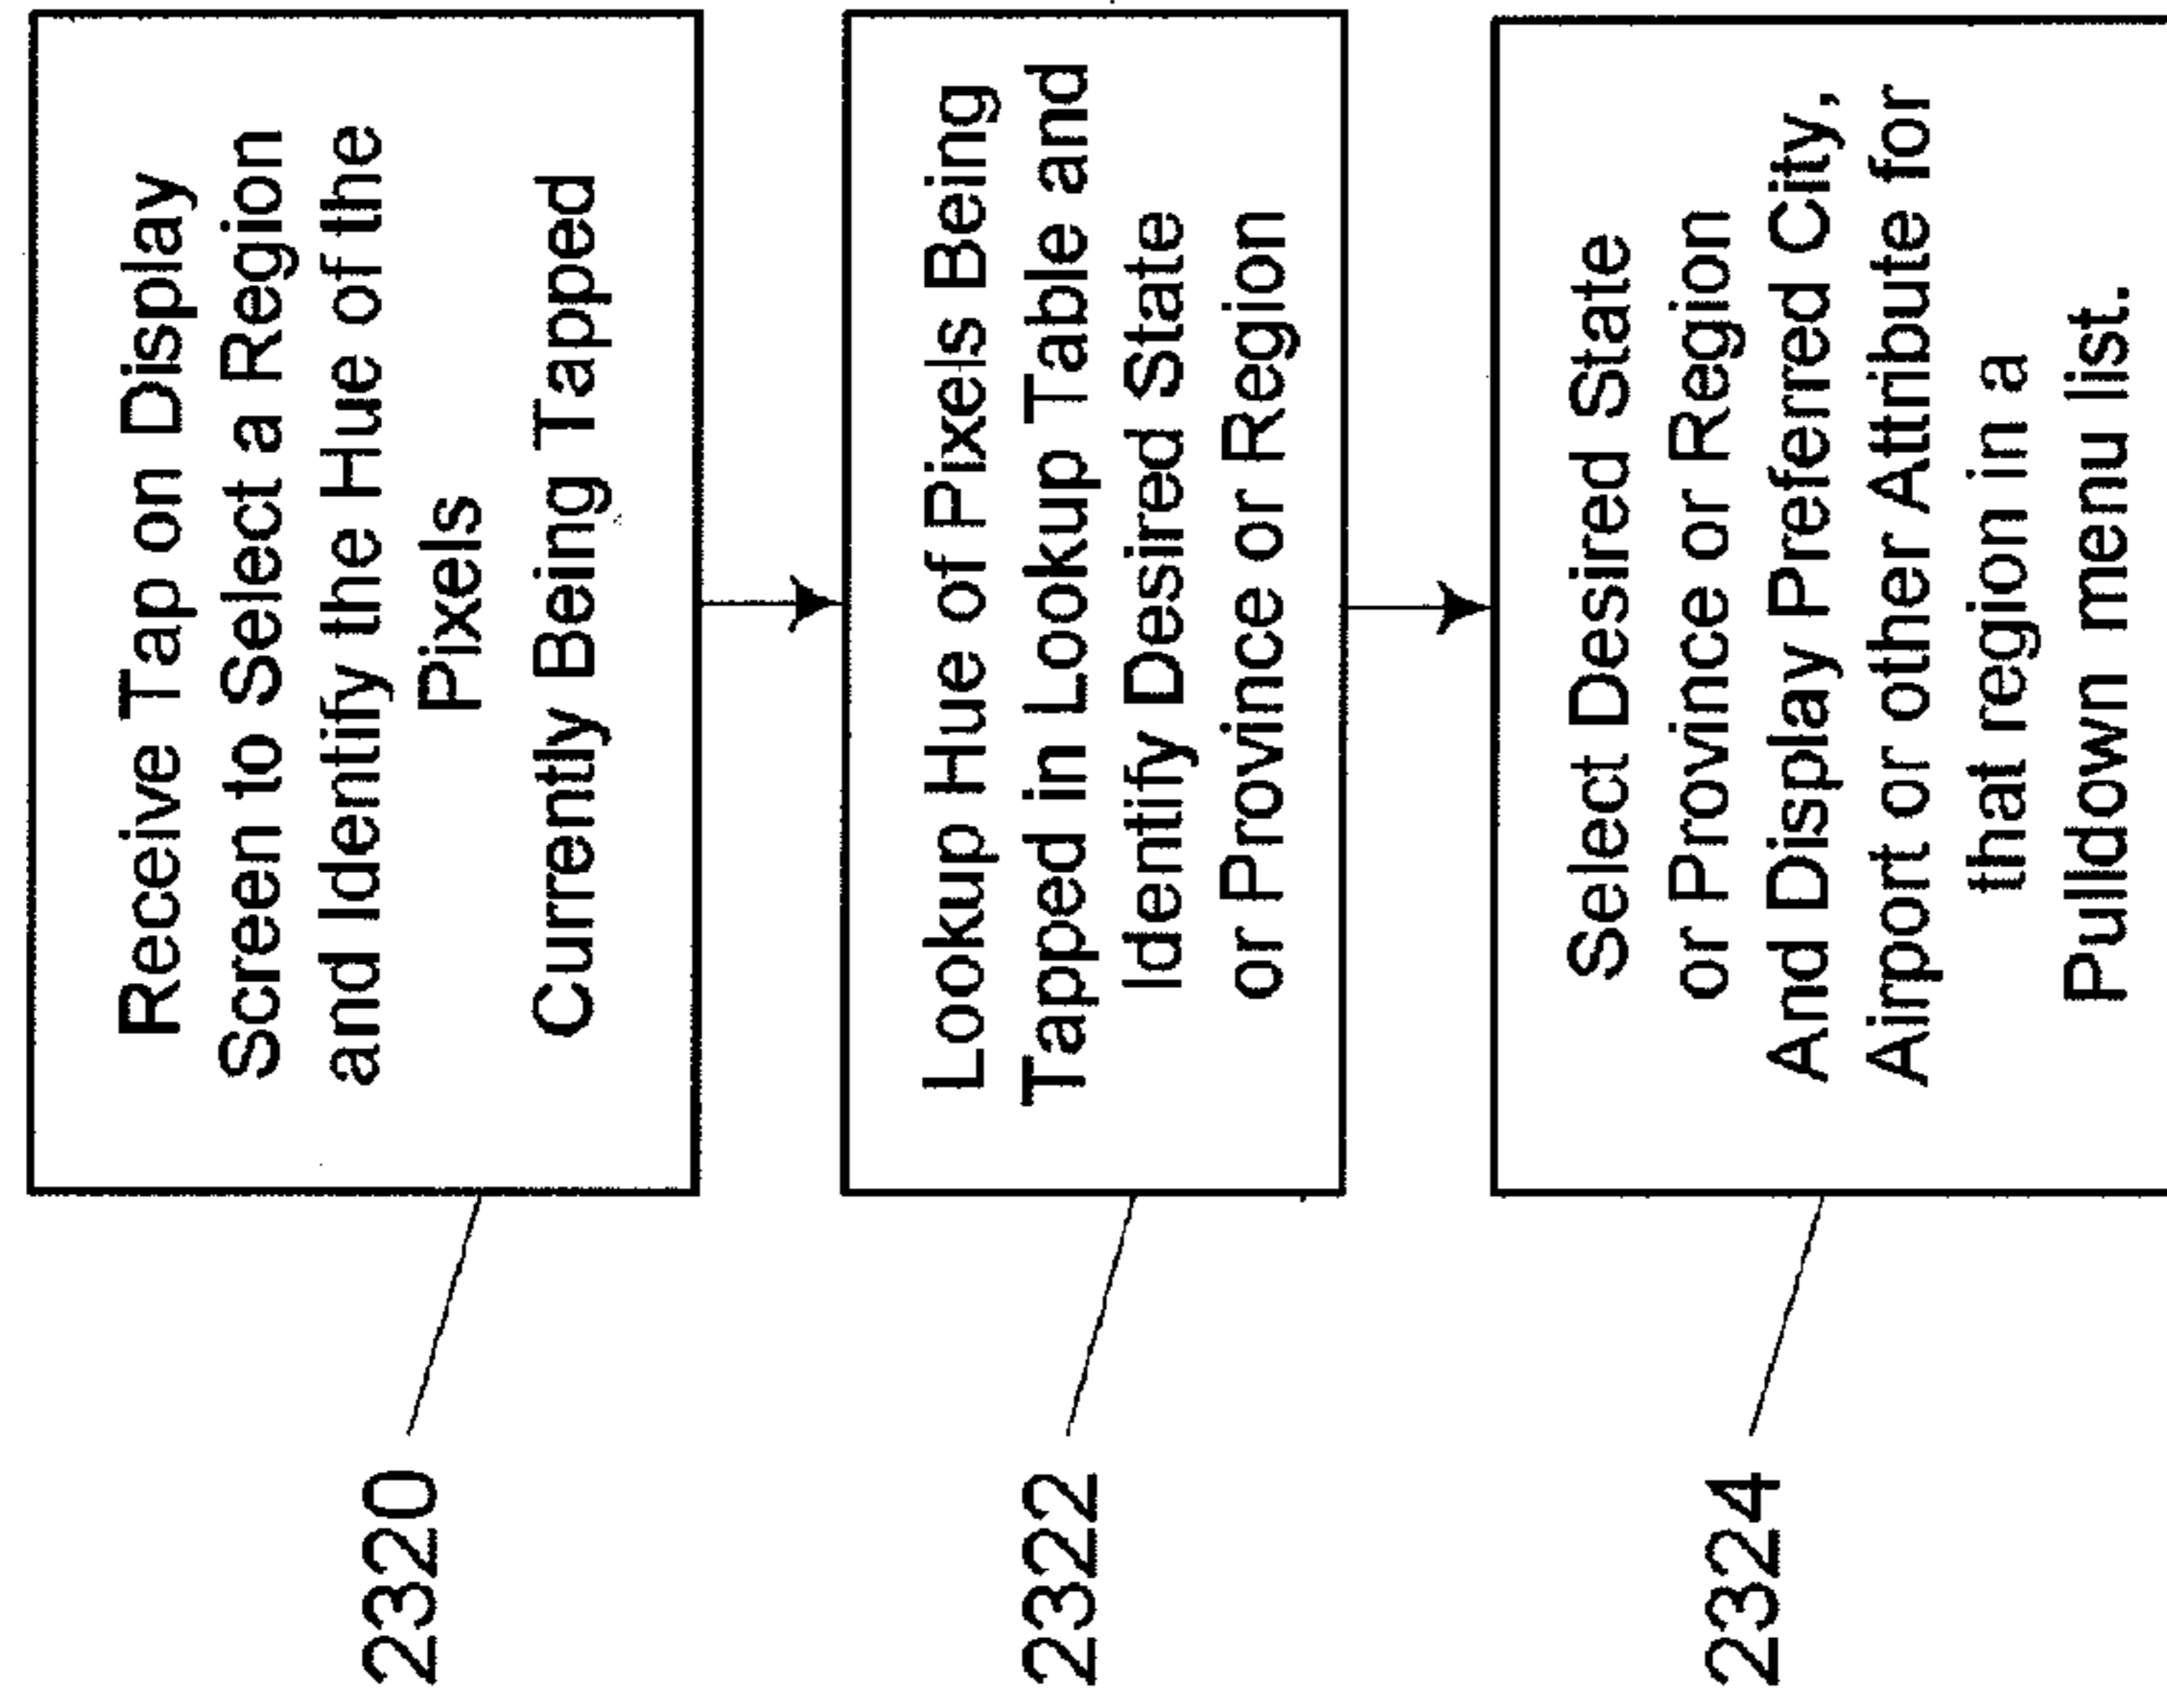 2320
Receive Tap on Display
Screen to Select a Region
and Identify the Hue of the
Pixels
Currently Being Tapped
2322
Lookup Hue of Pixels Being
Tapped in Lookup Table and
Identify Desired State
or Province or Region
2324
Select Desired State
or Province or Region
And Display Preferred City,
Airport or other Attribute for
that region in a
Pulldown menu list.